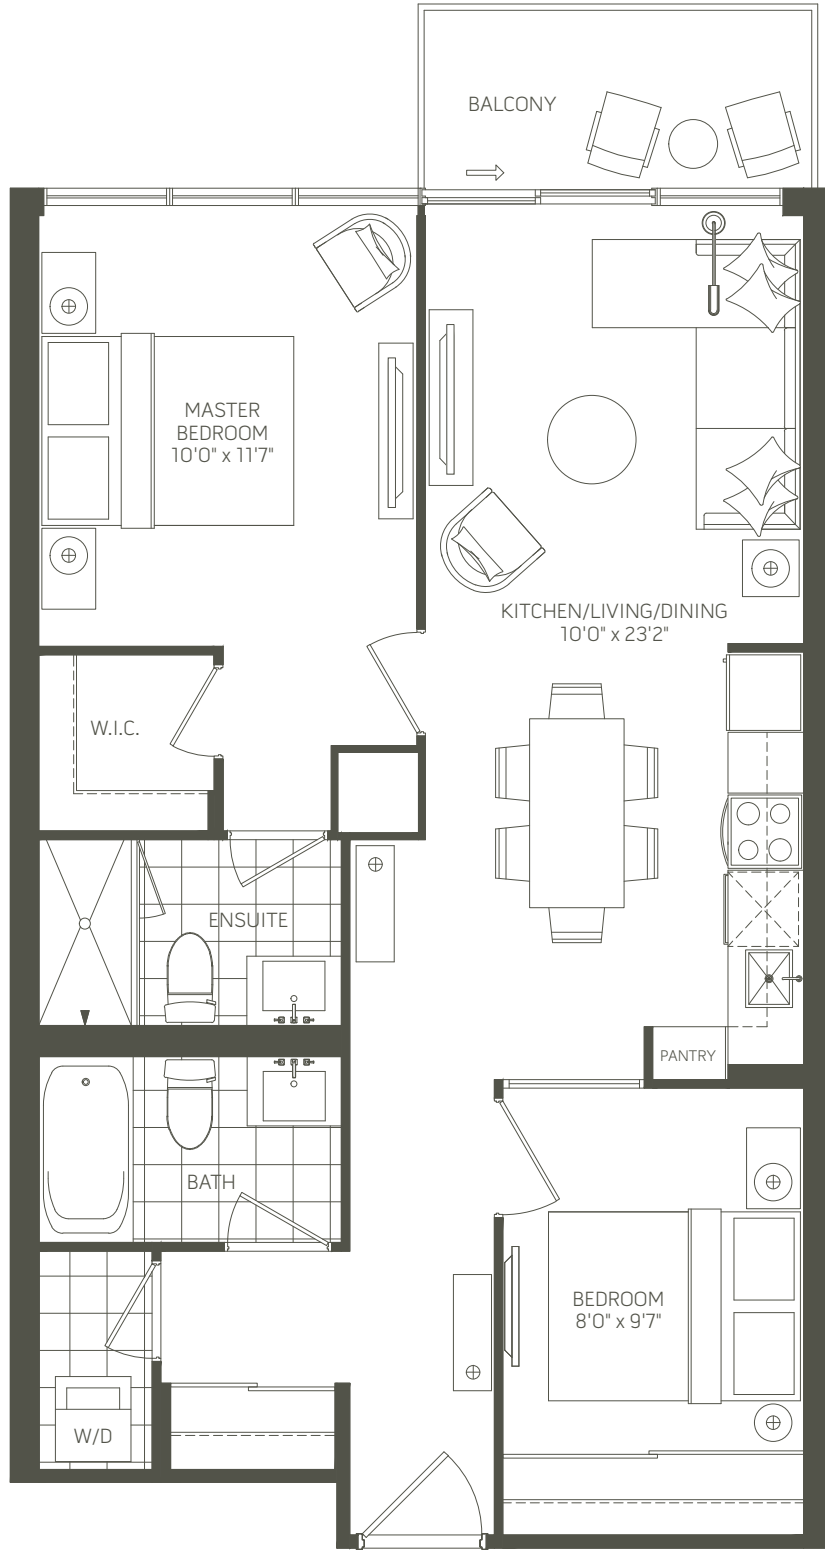 BALCONY
MASTER
BEDROOM
10'0" x 11'7"
KITCHEN/LIVING/DINING
10'0" x 23'2"
W.I.C.
ENSUITE
PANTRY
BATH
BEDROOM
8'0" x 9'7"
W/D